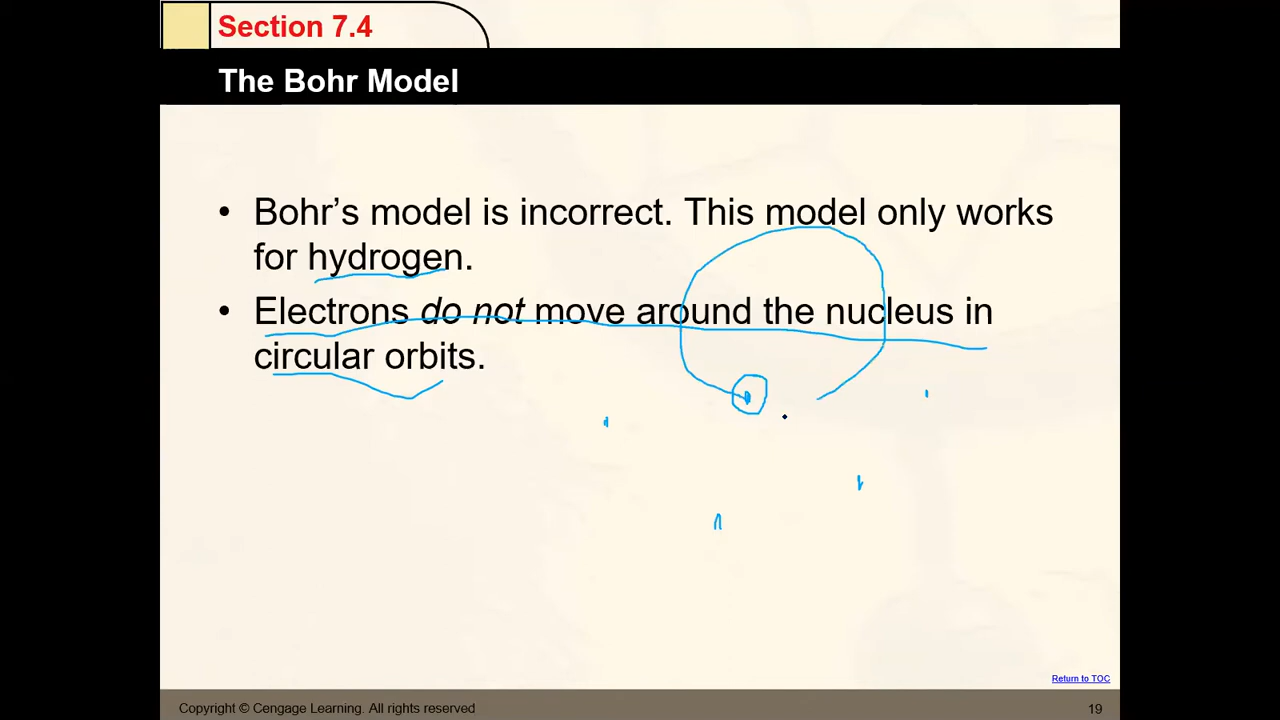 Section 7.4
The Bohr Model
• Bohr’s model is incorrect. This model only works
for hydrogen.
• Electrons do not move around the nucleus in
circular orbits.
Return to TOC
Copyright © Cengage Learning. All rights reserved
19